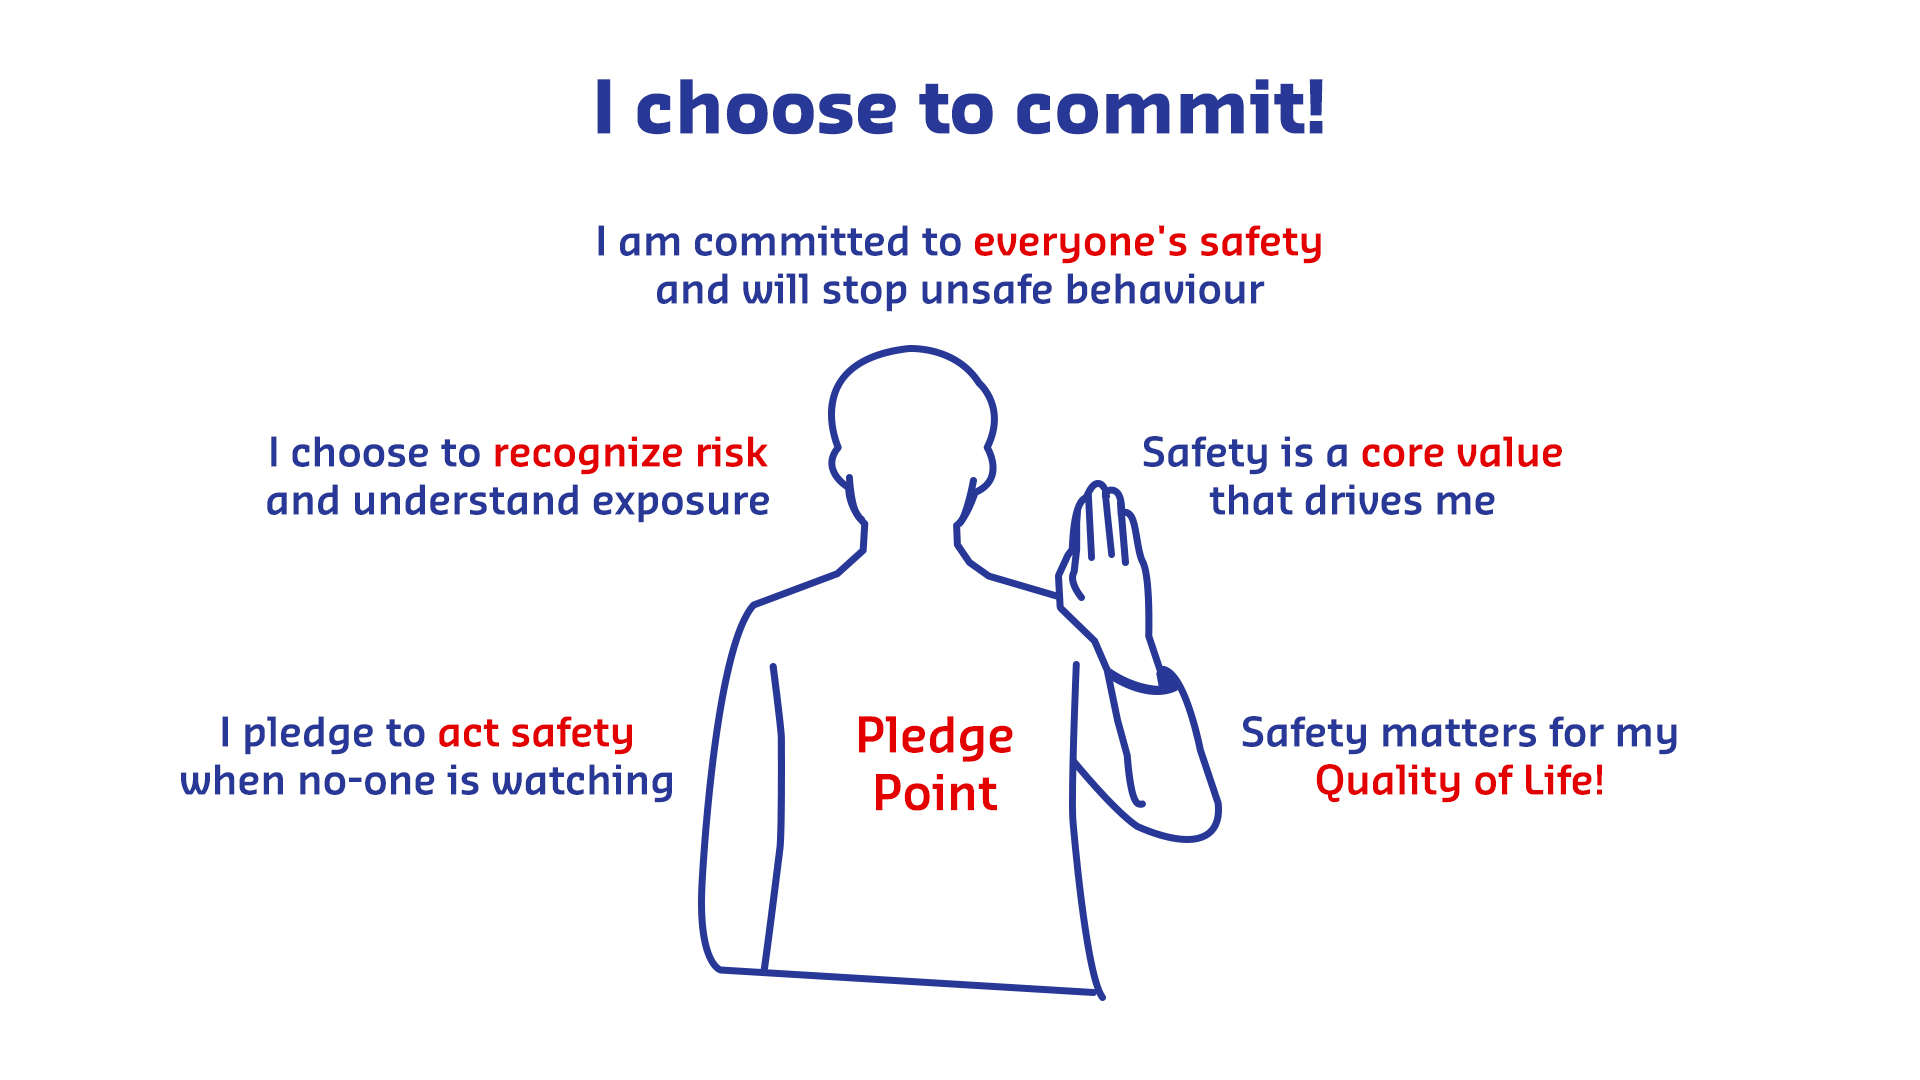 I choose to commit!
I am committed to everyone's safety
and will stop unsafe behaviour
I choose to recognize risk
and understand exposure
Safety is a core value
that drives me
I pledge to act safety
when no-one is watching
Pledge
Point
Safety matters for my
Quality of Life!